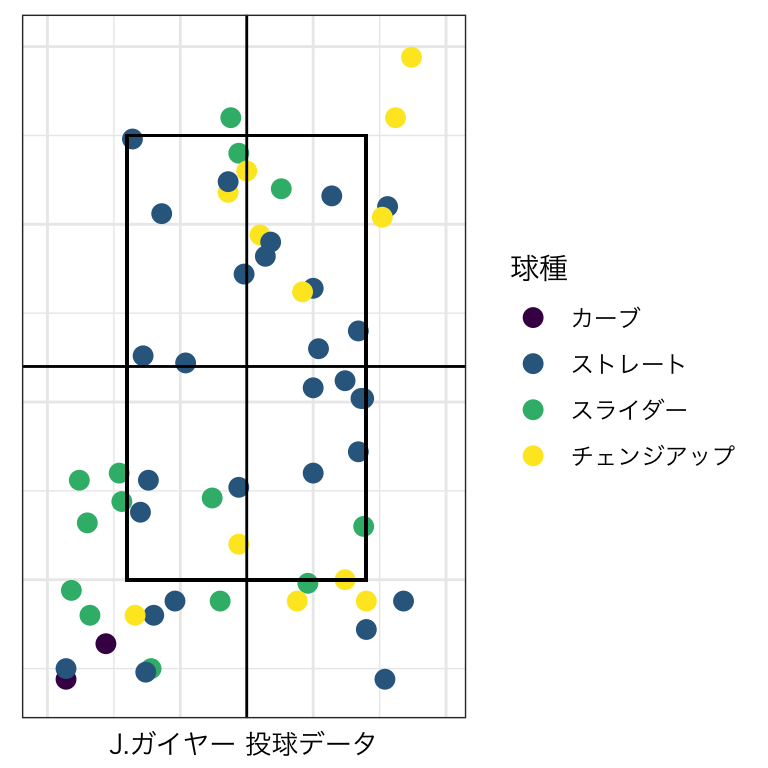 球種
カーブ
ストレート
スライダー
チェンジアップ
J.ガイヤー 投球データ